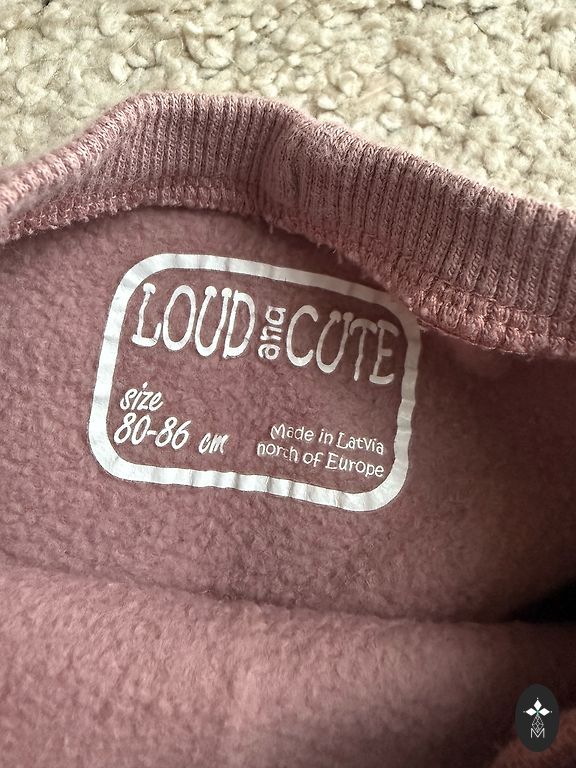 LOUD and CUTE
size
80-86 cm
Made in Latvia
north of Europe
M